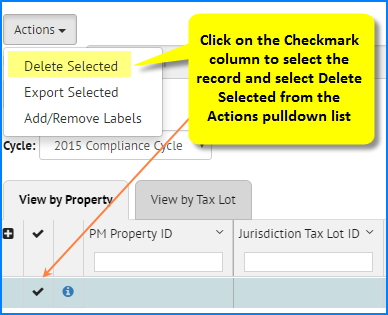 Actions
Delete Selected
Export Selected
Add/Remove Labels
Click on the Checkmark
column to select the
record and select Delete
Selected from the
Actions pulldown list
Cycle: 2015 Compliance Cycle
View by Property View by Tax Lot
PM Property ID Jurisdiction Tax Lot ID